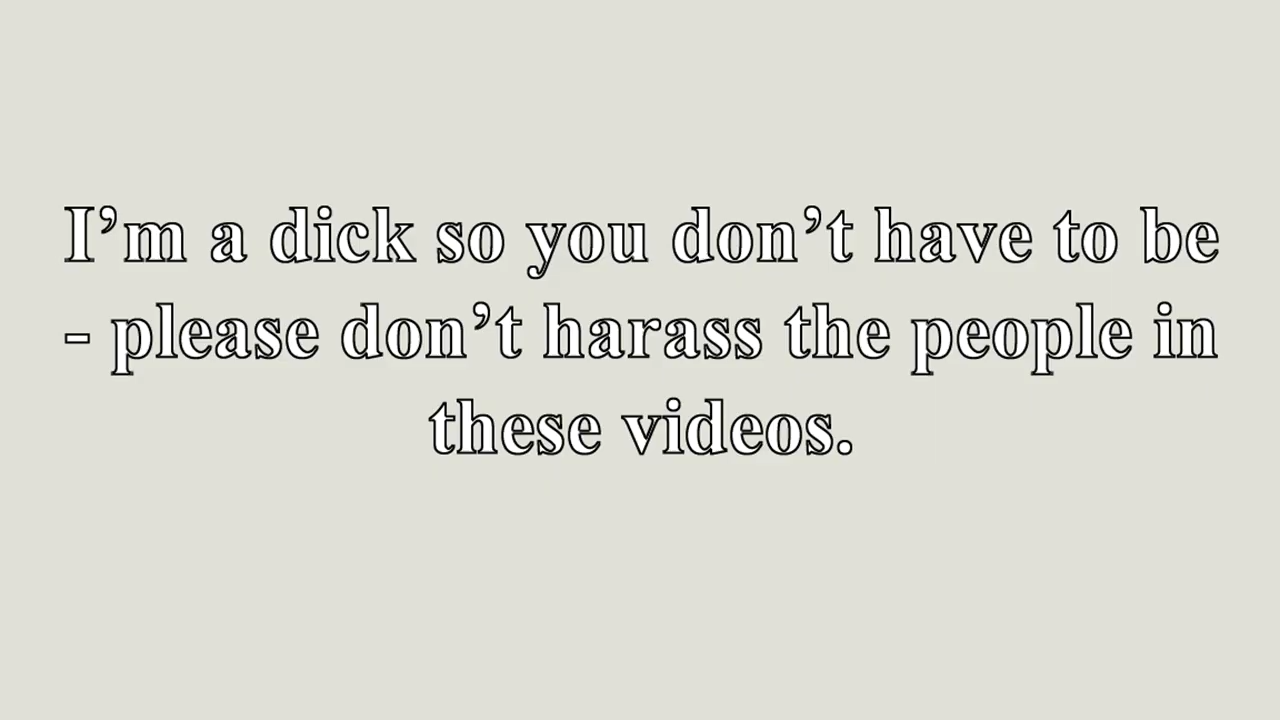 I’m a dick so you don’t have to be
- please don’t harass the people in
these videos.